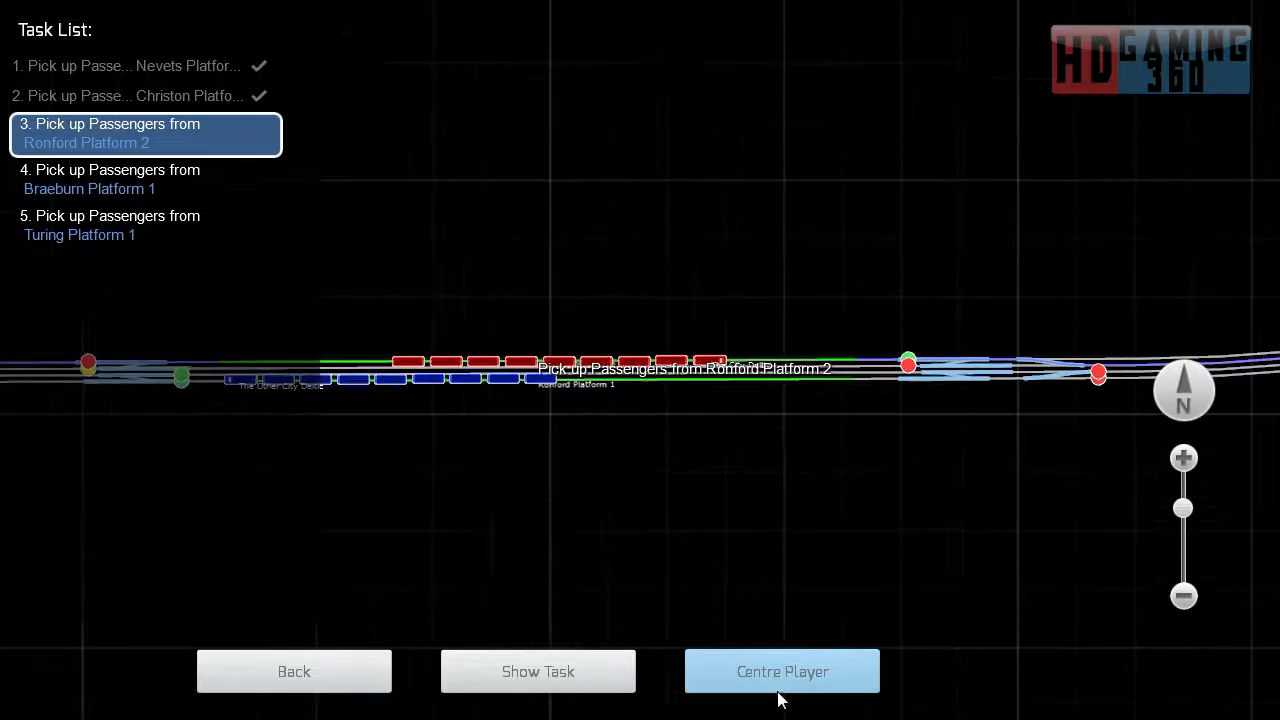 Task List:
1. Pick up Passe... Nevets Platfor...
2. Pick up Passe... Christon Platfo...
3. Pick up Passengers from
Ronford Platform 2
4. Pick up Passengers from
Braeburn Platform 1
5. Pick up Passengers from
Turing Platform 1
HD GAMING
360
Pick up Passengers from Ronford Platform 2
The Other City
Ronford Platform 1
N
Back
Show Task
Centre Player